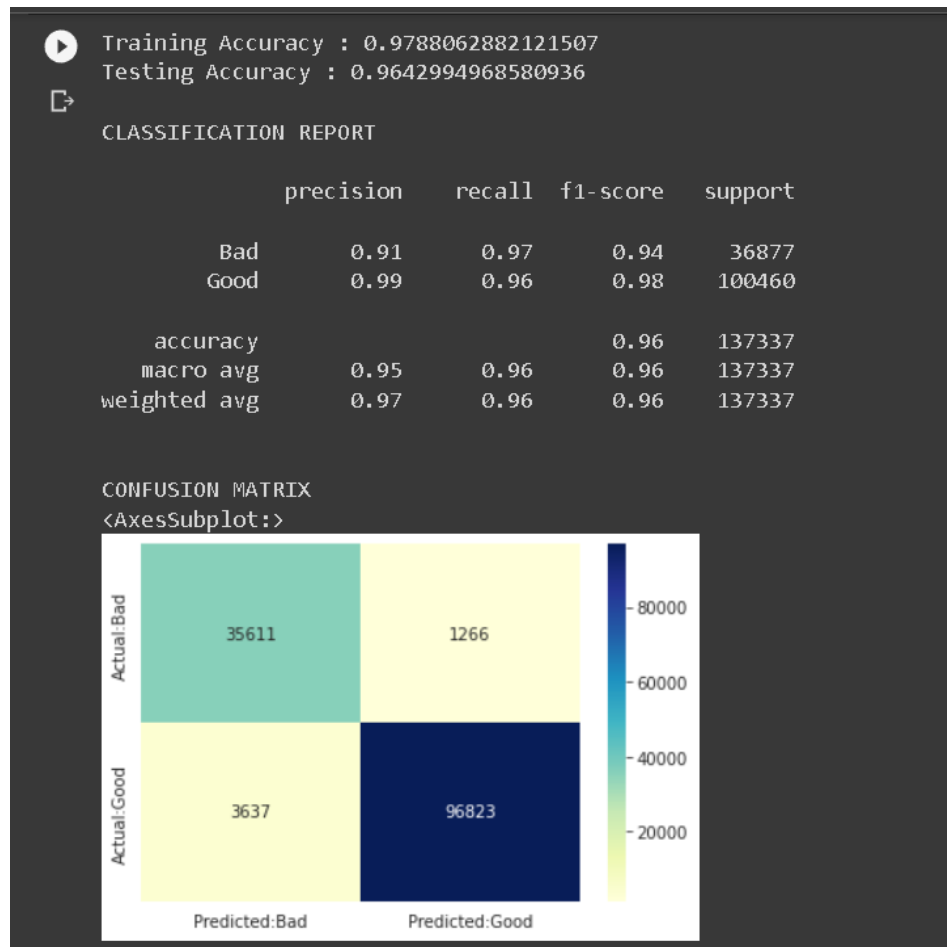 Training Accuracy : 0.9788062882121507
Testing Accuracy : 0.9642994968580936
CLASSIFICATION REPORT
precision recall f1-score support
Bad 0.91 0.97 0.94 36877
Good 0.99 0.96 0.98 100460
accuracy 0.96 137337
macro avg 0.95 0.96 0.96 137337
weighted avg 0.97 0.96 0.96 137337
CONFUSION MATRIX
<AxesSubplot:>
Actual:Bad
35611 1266
Actual:Good
3637 96823
Predicted:Bad Predicted:Good
80000
60000
40000
20000